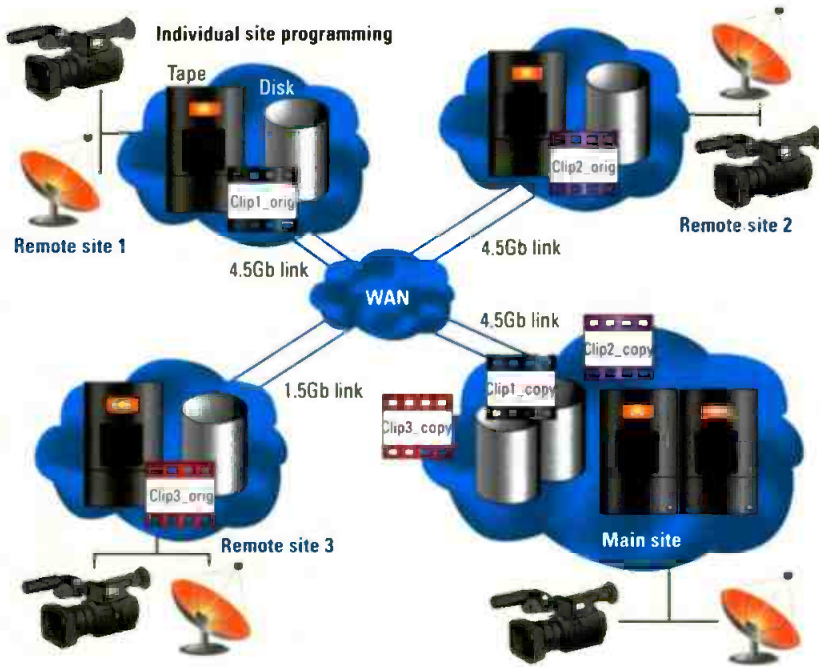 Individual site programming
Tape
Disk
Clip1_orig
Clip2_orig
Remote site 1
Remote site 2
4.5Gb link
4.5Gb link
WAN
4.5Gb link
Clip2_copy
Clip1_copy
1.5Gb link
Clip3_copy
Clip3_orig
Remote site 3
Main site